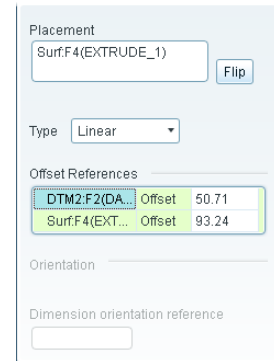 Placement
Surf:F4(EXTRUDE_1)
Flip
Type Linear
Offset References
DTM2:F2(DA... Offset 50.71
Surf:F4(EXT... Offset 93.24
Orientation
Dimension orientation reference